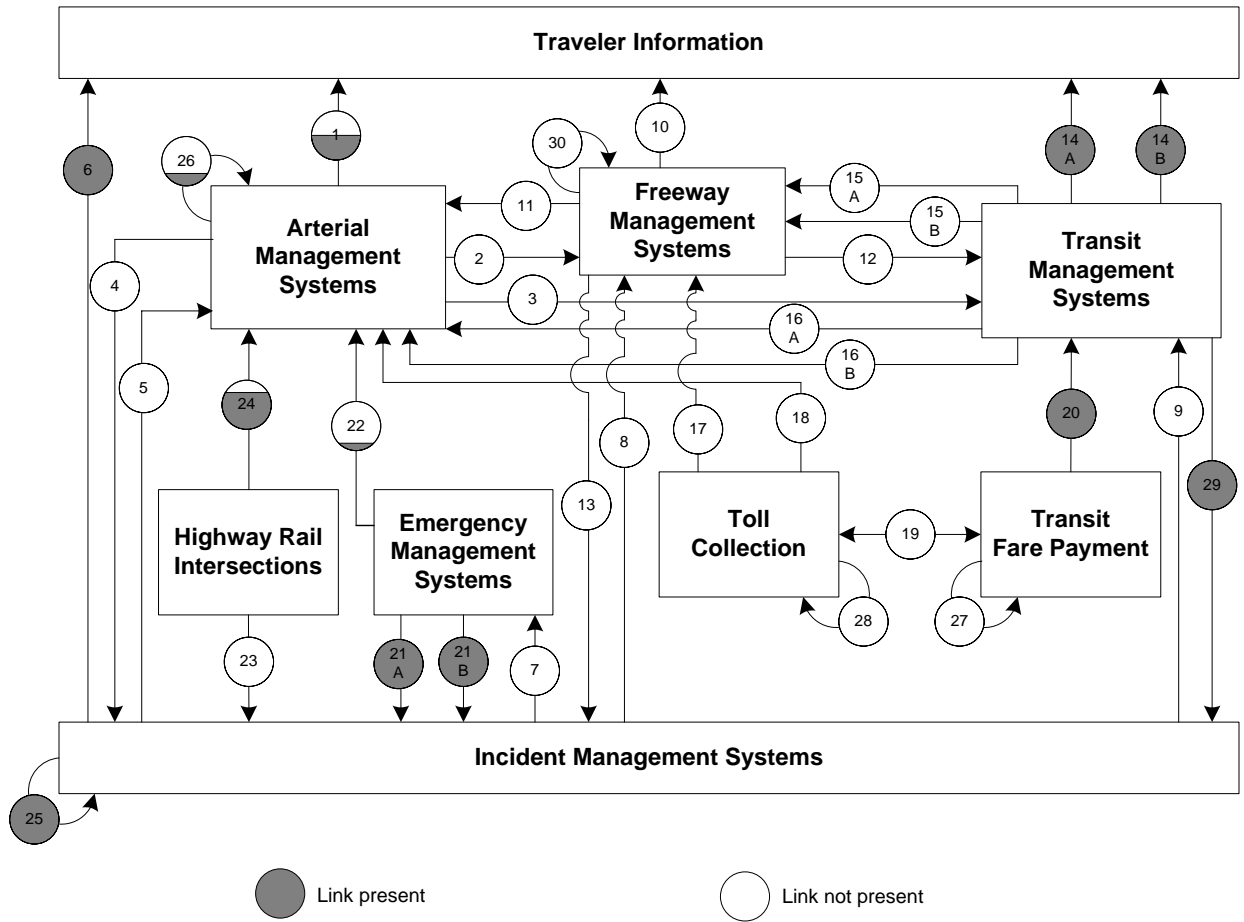 Traveler Information
6
1
10
14
A
14
B
26
30
15
A
11
Freeway
Management
Systems
15
B
Arterial
Management
Systems
2
12
Transit
Management
Systems
4
3
16
A
16
B
5
24
22
8
17
18
20
9
29
13
Highway Rail
Intersections
Emergency
Management
Systems
Toll
Collection
19
Transit
Fare Payment
23
21
A
21
B
7
28
27
Incident Management Systems
25
Link present
Link not present